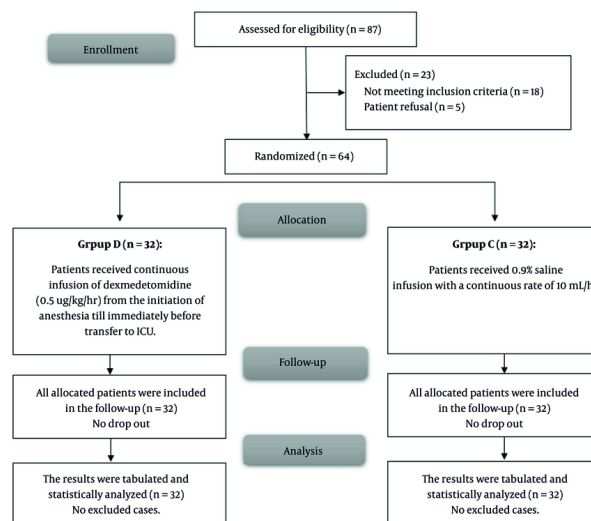 Assessed for eligibility (n = 87)
Enrollment
Excluded (n = 23)
Not meeting inclusion criteria (n = 18)
Patient refusal (n = 5)
Randomized (n = 64)
Allocation
Grpup D (n = 32):
Patients received continuous
infusion of dexmedetomidine
(0.5 ug/kg/hr) from the initiation of
anesthesia till immediately before
transfer to ICU.
Grpup C (n = 32):
Patients received 0.9% saline
infusion with a continuous rate of 10 mL/h
Follow-up
All allocated patients were included
in the follow-up (n = 32)
No drop out
All allocated patients were included
in the follow-up (n = 32)
No drop out
Analysis
The results were tabulated and
statistically analyzed (n = 32)
No excluded cases.
The results were tabulated and
statistically analyzed (n = 32)
No excluded cases.